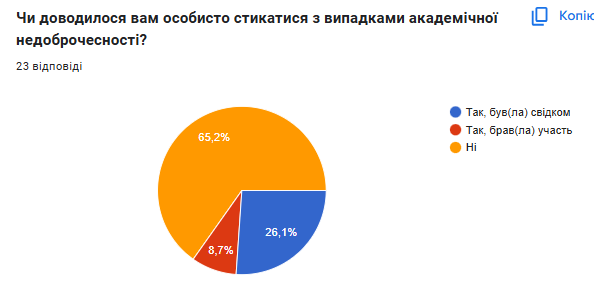 Чи доводилося вам особисто стикатися з випадками академічної
недоброчесності?
Копію
23 відповіді
65,2%
8,7%
26,1%
Так, був(ла) свідком
Так, брав(ла) участь
Ні